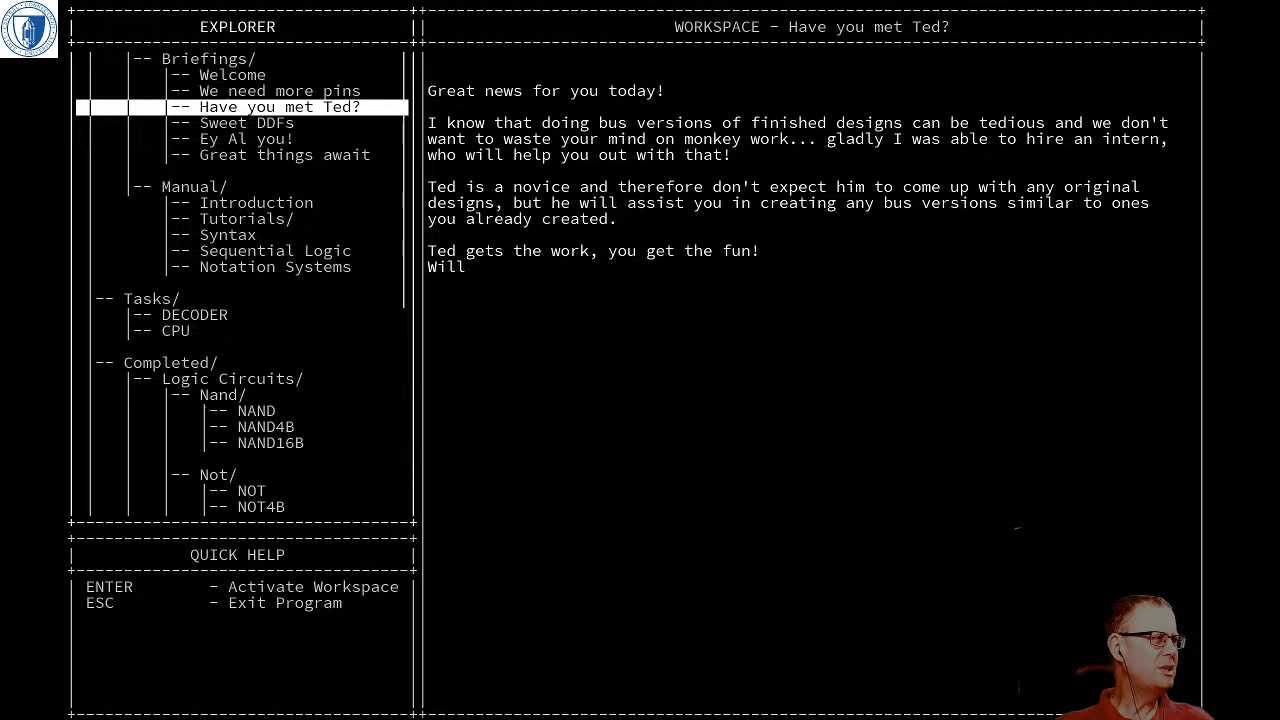 EXPLORER
-- Briefings/
|-- Welcome
|-- We need more pins
|-- Have you met Ted?
|-- Sweet DDFs
|-- Ey Al you!
|-- Great things await
|-- Manual/
|-- Introduction
|-- Tutorials/
|-- Syntax
|-- Sequential Logic
|-- Notation Systems
-- Tasks/
|-- DECODER
|-- CPU
-- Completed/
|-- Logic Circuits/
|-- Nand/
|-- NAND
|-- NAND4B
|-- NAND16B
|-- Not/
|-- NOT
|-- NOT4B
QUICK HELP
ENTER - Activate Workspace
ESC - Exit Program
WORKSPACE - Have you met Ted?
Great news for you today!
I know that doing bus versions of finished designs can be tedious and we don't
want to waste your mind on monkey work... gladly I was able to hire an intern,
who will help you out with that!
Ted is a novice and therefore don't expect him to come up with any original
designs, but he will assist you in creating any bus versions similar to ones
you already created.
Ted gets the work, you get the fun!
Will